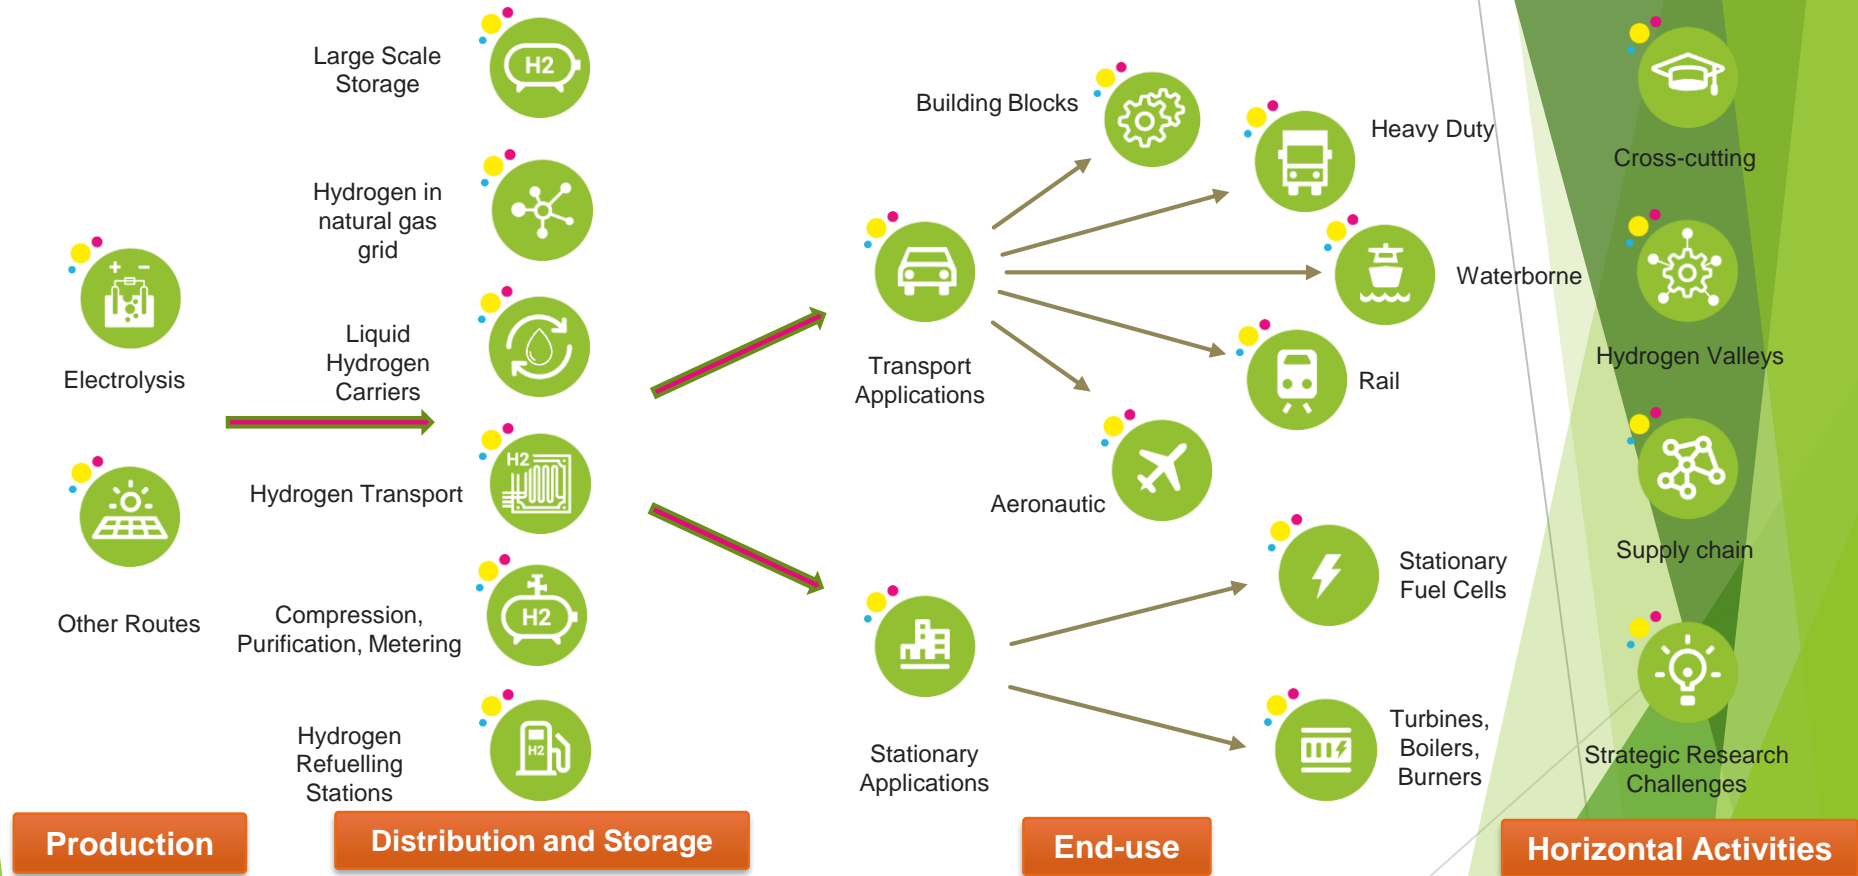 Large Scale
Storage
H2
Hydrogen in
natural gas
grid
+ −
Electrolysis
Liquid
Hydrogen
Carriers
Hydrogen Transport
H2
Other Routes
Compression,
Purification, Metering
H2
Hydrogen
Refuelling
Stations
H2
Building Blocks
Heavy Duty
Waterborne
Transport
Applications
Rail
Aeronautic
Stationary
Fuel Cells
Stationary
Applications
Turbines,
Boilers,
Burners
Cross-cutting
Hydrogen Valleys
Supply chain
Strategic Research
Challenges
Production
Distribution and Storage
End-use
Horizontal Activities